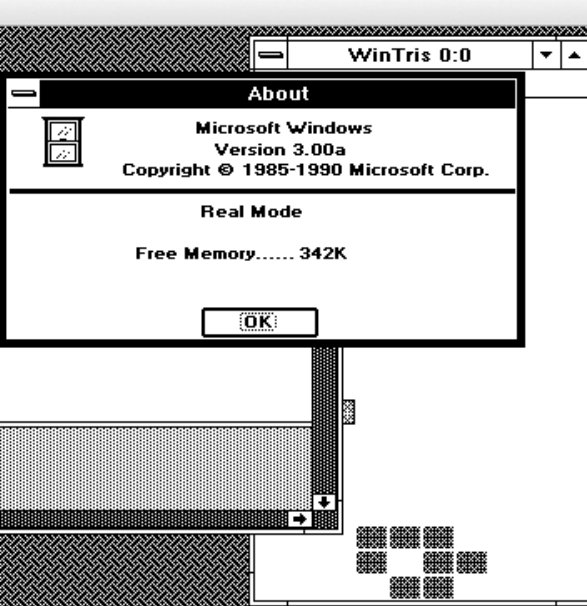 WinTris 0:0
About
Microsoft Windows
Version 3.00a
Copyright © 1985-1990 Microsoft Corp.
Real Mode
Free Memory...... 342K
OK